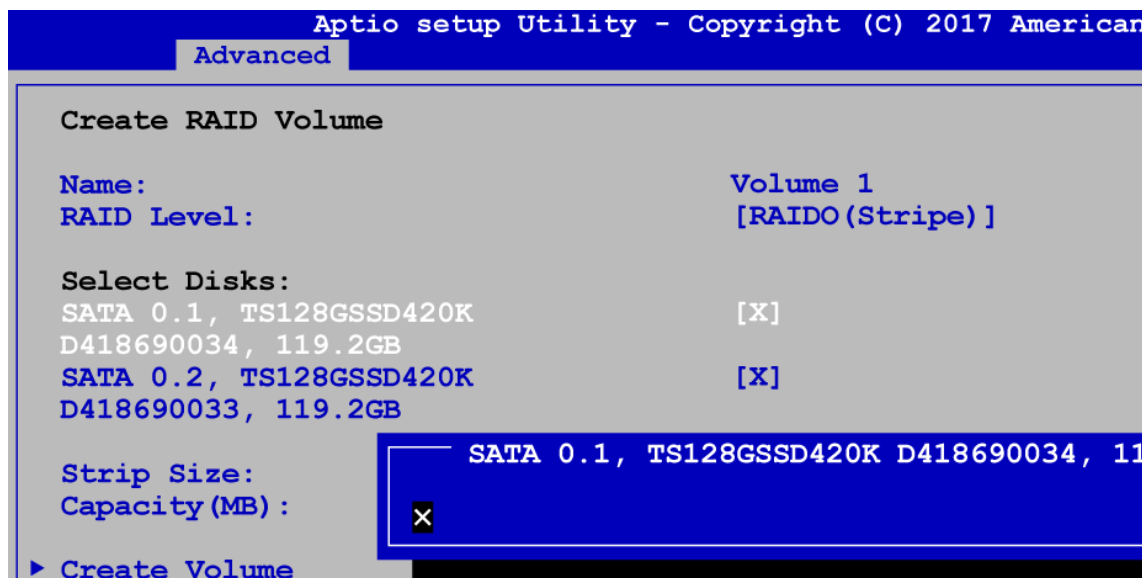 Aptio setup Utility - Copyright (C) 2017 American
Advanced
Create RAID Volume
Name: Volume 1
RAID Level: [RAIDO(Stripe)]
Select Disks:
SATA 0.1, TS128GSSD420K [X]
D418690034, 119.2GB
SATA 0.2, TS128GSSD420K [X]
D418690033, 119.2GB
SATA 0.1, TS128GSSD420K D418690034, 11
Strip Size:
Capacity(MB):
X
Create Volume